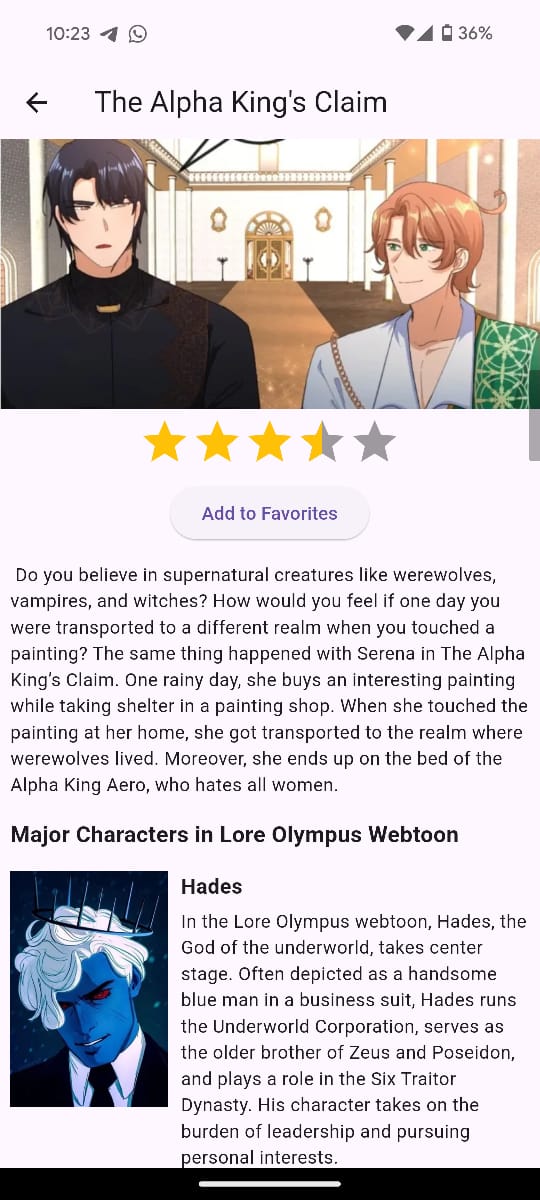 10:23
36%
The Alpha King's Claim
Add to Favorites
Do you believe in supernatural creatures like werewolves,
vampires, and witches? How would you feel if one day you
were transported to a different realm when you touched a
painting? The same thing happened with Serena in The Alpha
King's Claim. One rainy day, she buys an interesting painting
while taking shelter in a painting shop. When she touched the
painting at her home, she got transported to the realm where
werewolves lived. Moreover, she ends up on the bed of the
Alpha King Aero, who hates all women.
Major Characters in Lore Olympus Webtoon
Hades
In the Lore Olympus webtoon, Hades, the
God of the underworld, takes center
stage. Often depicted as a handsome
blue man in a business suit, Hades runs
the Underworld Corporation, serves as
the older brother of Zeus and Poseidon,
and plays a role in the Six Traitor
Dynasty. His character takes on the
burden of leadership and pursuing
personal interests.